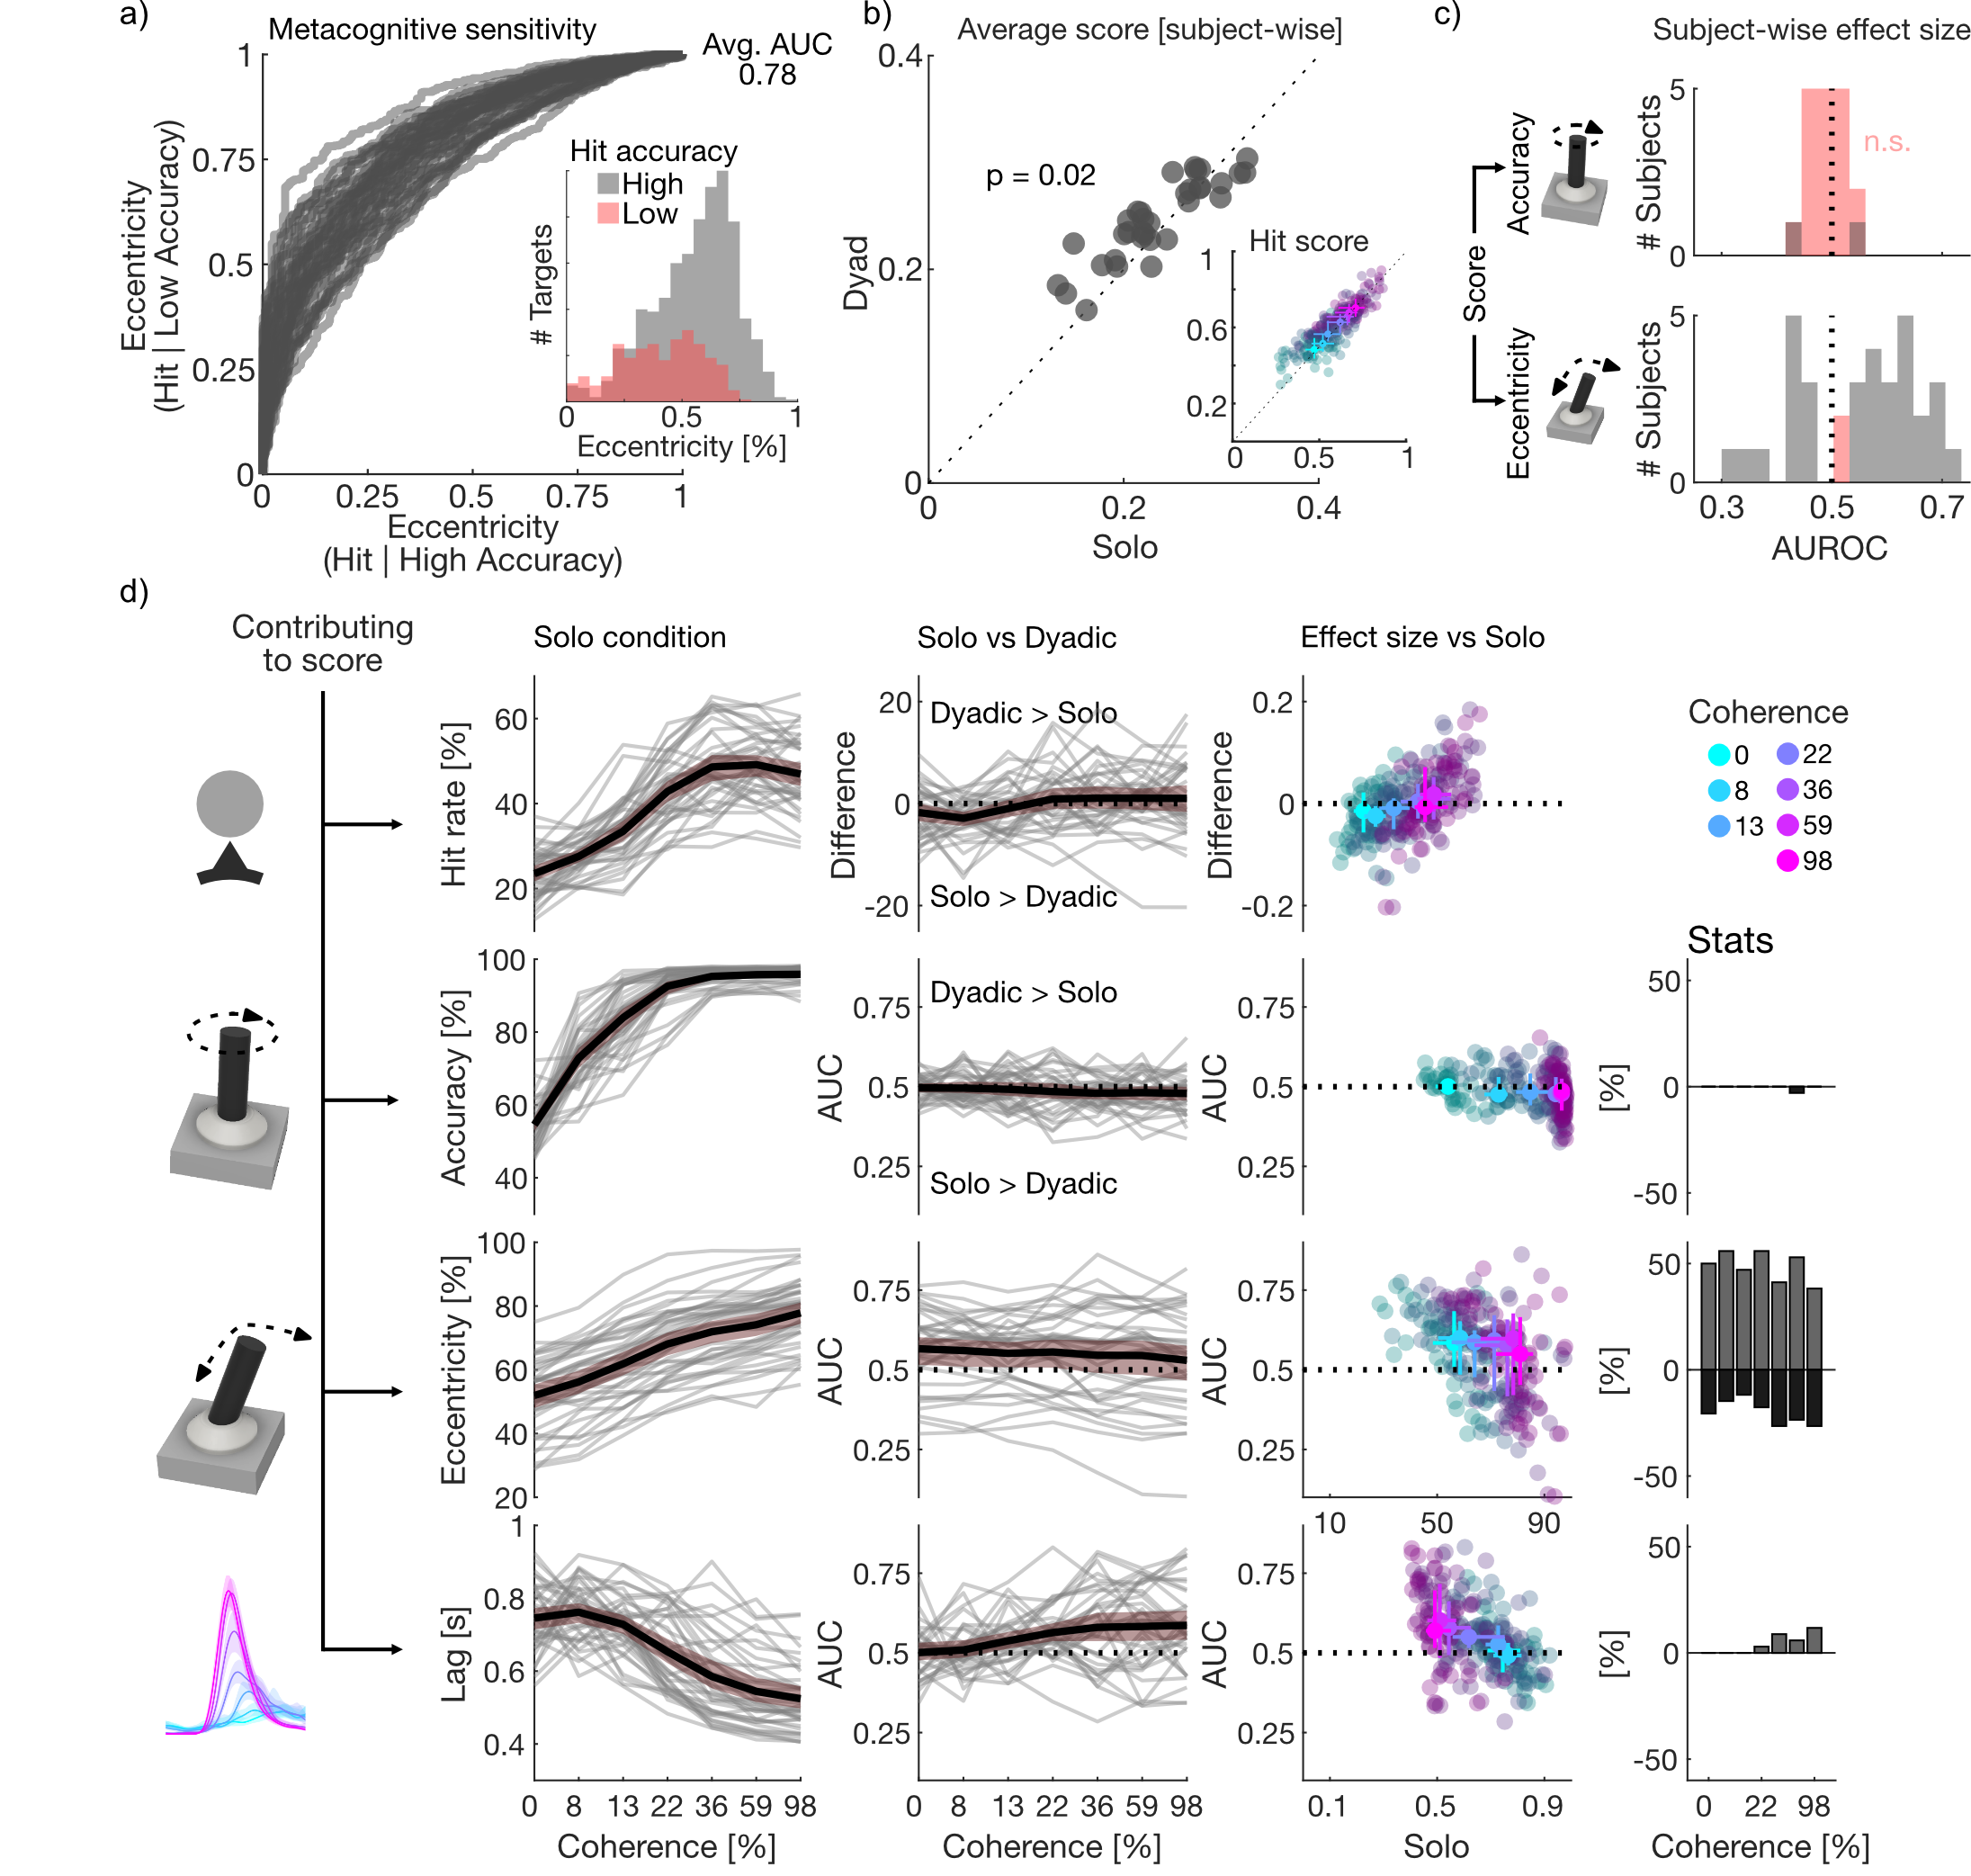 a)
Metacognitive sensitivity
Avg. AUC
0.78
1
0.75
0.5
0.25
0
0
0.25
0.5
0.75
1
Eccentricity
(Hit | Low Accuracy)
Eccentricity
(Hit | High Accuracy)
Hit accuracy
High
Low
# Targets
0
0.5
1
Eccentricity [%]
b)
Average score [subject-wise]
0.4
0.2
0
Dyad
p = 0.02
0
0.2
0.4
Solo
Hit score
1
0.6
0.2
0
0.5
1
c)
Subject-wise effect size
Score
Accuracy
# Subjects
5
0
n.s.
Eccentricity
# Subjects
5
0
0.3
0.5
0.7
AUROC
d)
Contributing
to score
Solo condition
Solo vs Dyadic
Effect size vs Solo
Hit rate [%]
60
40
20
Difference
20
0
-20
Dyadic > Solo
Solo > Dyadic
Difference
0.2
0
-0.2
Coherence
0
22
8
36
13
59
98
Accuracy [%]
100
80
60
40
AUC
0.75
0.5
0.25
Dyadic > Solo
Solo > Dyadic
AUC
0.75
0.5
0.25
Stats
[%]
50
0
-50
Eccentricity [%]
100
80
60
40
20
AUC
0.75
0.5
0.25
AUC
0.75
0.5
0.25
10
50
90
[%]
50
0
-50
Lag [s]
1
0.8
0.6
0.4
0 8 13 22 36 59 98
Coherence [%]
AUC
0.75
0.5
0.25
0 8 13 22 36 59 98
Coherence [%]
AUC
0.75
0.5
0.25
0.1 0.5 0.9
Solo
[%]
50
0
-50
0 22 98
Coherence [%]